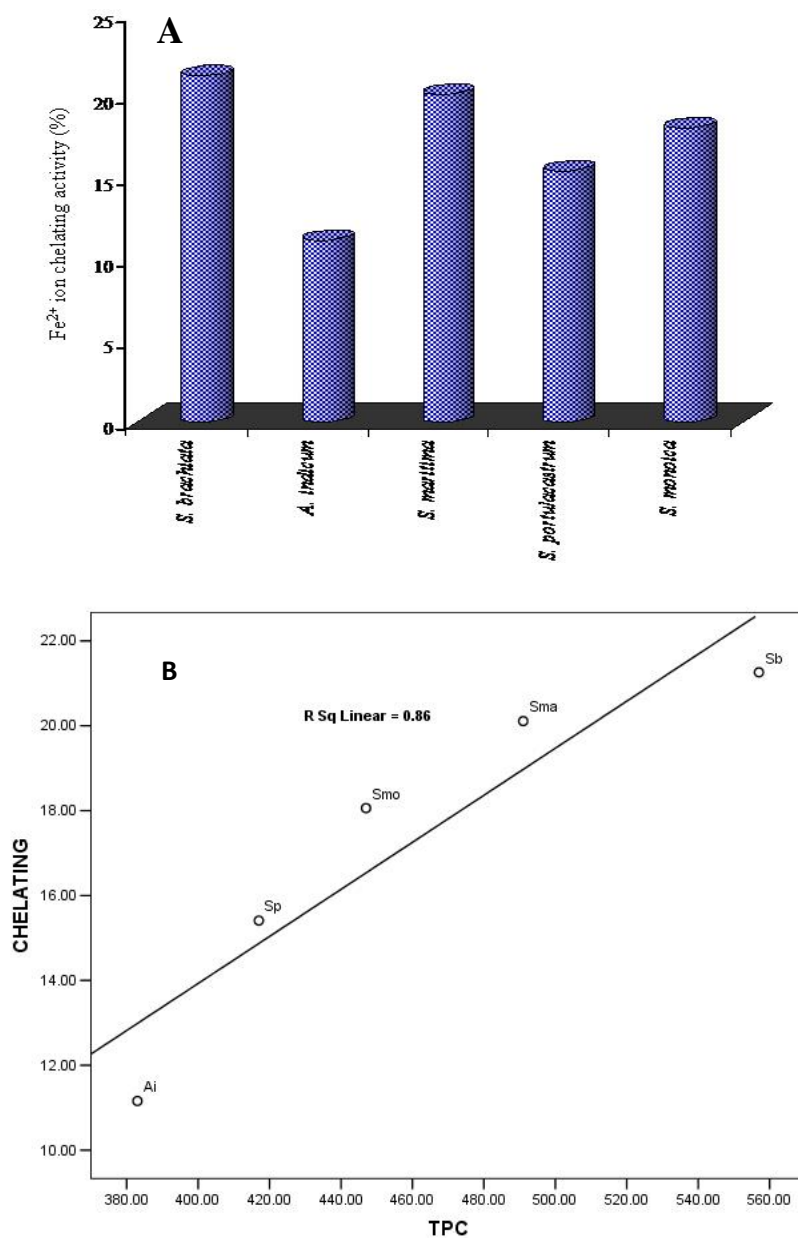 A
25
20
15
10
5
0
Fe²⁺ ion chelating activity (%)
S. brachiata
A. indicum
S. maritima
S. portulacastrum
S. monoica
B
R Sq Linear = 0.86
Sb
Sma
Smo
Sp
Ai
CHELATING
22.00
20.00
18.00
16.00
14.00
12.00
10.00
380.00 400.00 420.00 440.00 460.00 480.00 500.00 520.00 540.00 560.00
TPC